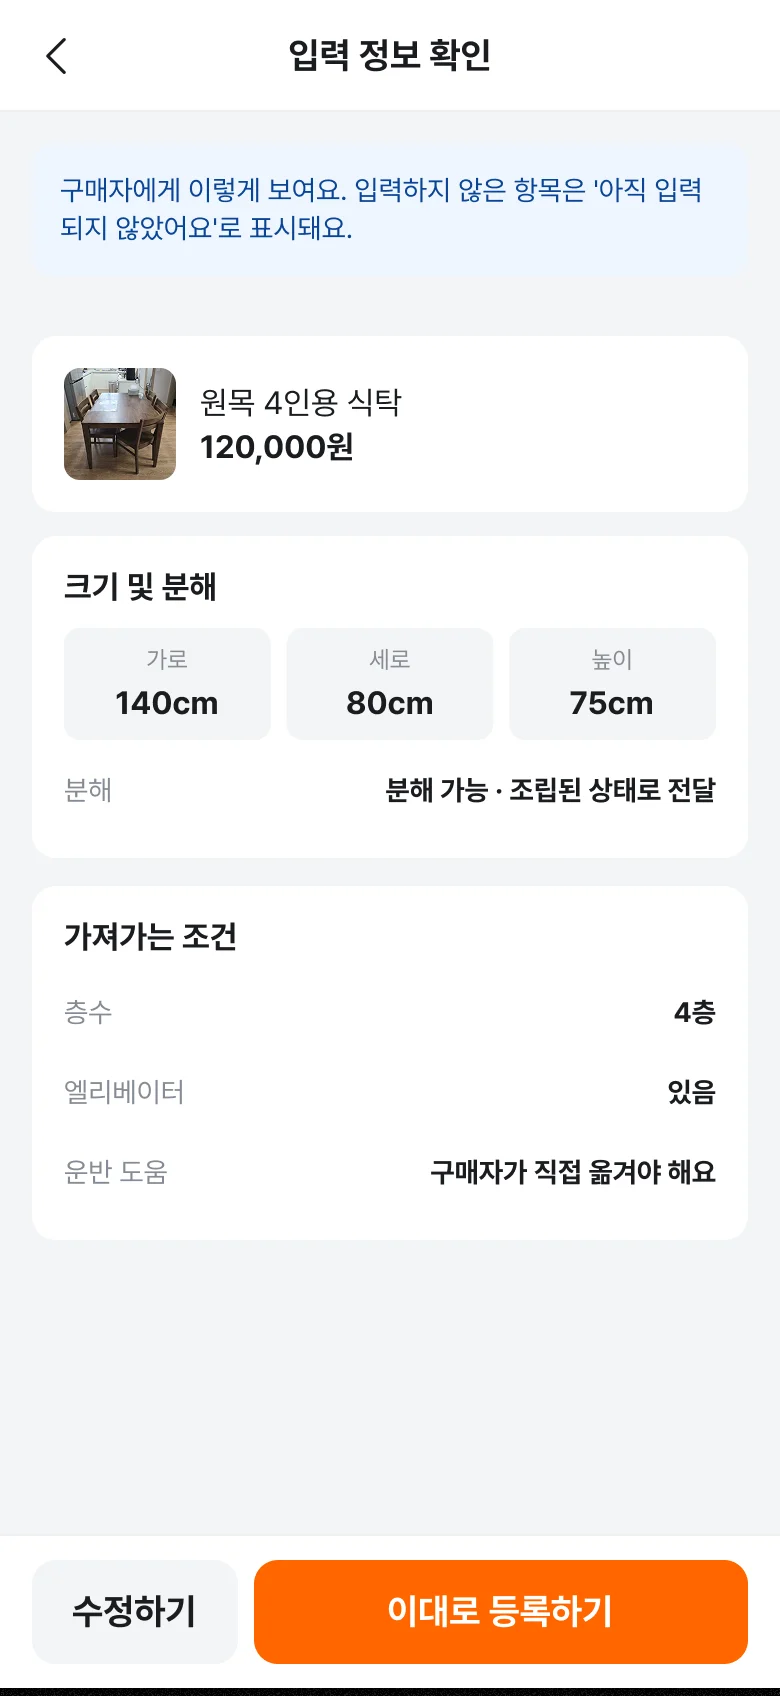 입력 정보 확인
구매자에게 이렇게 보여요. 입력하지 않은 항목은 '아직 입력
되지 않았어요'로 표시돼요.
원목 4인용 식탁
120,000원
크기 및 분해
가로
140cm
세로
80cm
높이
75cm
분해
분해 가능 · 조립된 상태로 전달
가져가는 조건
층수
4층
엘리베이터
있음
운반 도움
구매자가 직접 옮겨야 해요
수정하기
이대로 등록하기